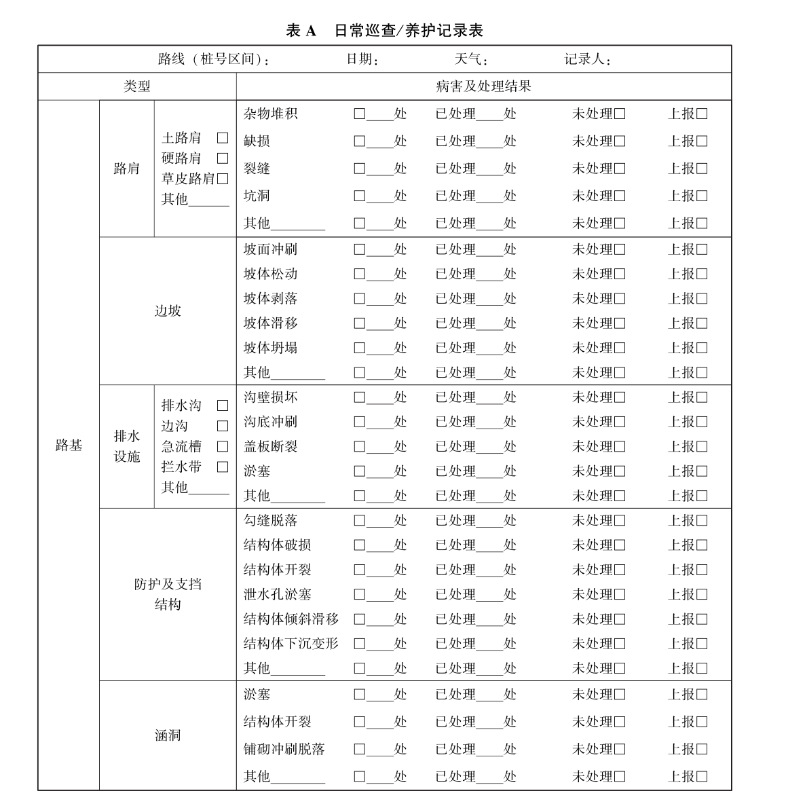 表 A 日常巡查/养护记录表
路线（桩号区间）： 日期： 天气： 记录人：
类型 病害及处理结果
路基
路肩
土路肩 □
硬路肩 □
草皮路肩□
其他______
杂物堆积 □____处 已处理____处 未处理□ 上报□
缺损 □____处 已处理____处 未处理□ 上报□
裂缝 □____处 已处理____处 未处理□ 上报□
坑洞 □____处 已处理____处 未处理□ 上报□
其他________ □____处 已处理____处 未处理□ 上报□
边坡
坡面冲刷 □____处 已处理____处 未处理□ 上报□
坡体松动 □____处 已处理____处 未处理□ 上报□
坡体剥落 □____处 已处理____处 未处理□ 上报□
坡体滑移 □____处 已处理____处 未处理□ 上报□
坡体坍塌 □____处 已处理____处 未处理□ 上报□
其他________ □____处 已处理____处 未处理□ 上报□
排水
设施
排水沟 □
边沟 □
急流槽 □
拦水带 □
其他______
沟壁损坏 □____处 已处理____处 未处理□ 上报□
沟底冲刷 □____处 已处理____处 未处理□ 上报□
盖板断裂 □____处 已处理____处 未处理□ 上报□
淤塞 □____处 已处理____处 未处理□ 上报□
其他________ □____处 已处理____处 未处理□ 上报□
防护及支挡
结构
勾缝脱落 □____处 已处理____处 未处理□ 上报□
结构体破损 □____处 已处理____处 未处理□ 上报□
结构体开裂 □____处 已处理____处 未处理□ 上报□
泄水孔淤塞 □____处 已处理____处 未处理□ 上报□
结构体倾斜滑移 □____处 已处理____处 未处理□ 上报□
结构体下沉变形 □____处 已处理____处 未处理□ 上报□
其他________ □____处 已处理____处 未处理□ 上报□
涵洞
淤塞 □____处 已处理____处 未处理□ 上报□
结构体开裂 □____处 已处理____处 未处理□ 上报□
铺砌冲刷脱落 □____处 已处理____处 未处理□ 上报□
其他________ □____处 已处理____处 未处理□ 上报□